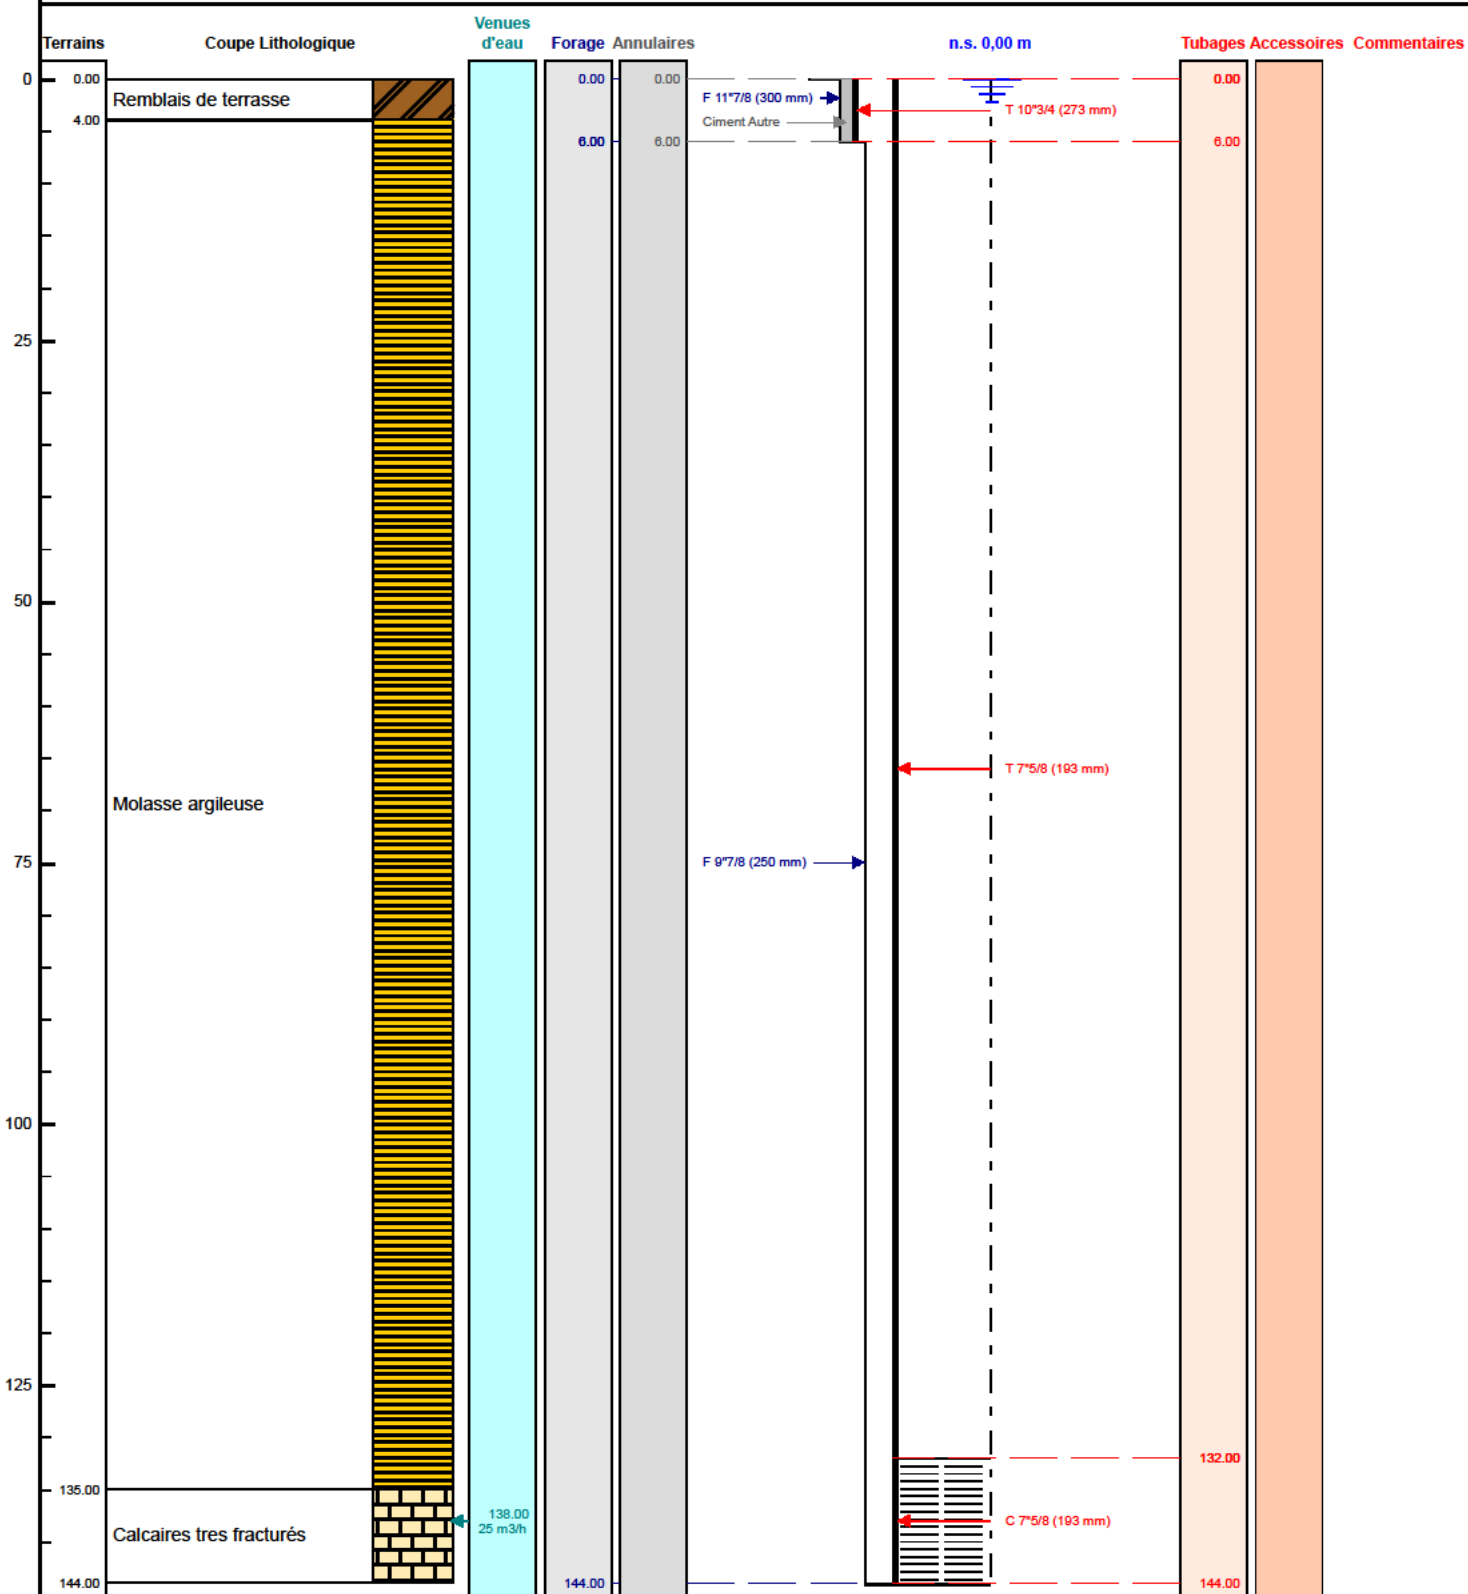 Terrains Coupe Lithologique Venues d'eau Forage Annulaires n.s. 0,00 m Tubages Accessoires Commentaires
0 0.00 0.00 0.00 0.00
Remblais de terrasse F 11"7/8 (300 mm) T 10"3/4 (273 mm)
4.00 Ciment Autre
6.00 6.00 6.00
25
50
T 7"5/8 (193 mm)
Molasse argileuse
75 F 9"7/8 (250 mm)
100
125
132.00
135.00
138.00
25 m3/h C 7"5/8 (193 mm)
Calcaires tres fracturés
144.00 144.00 144.00